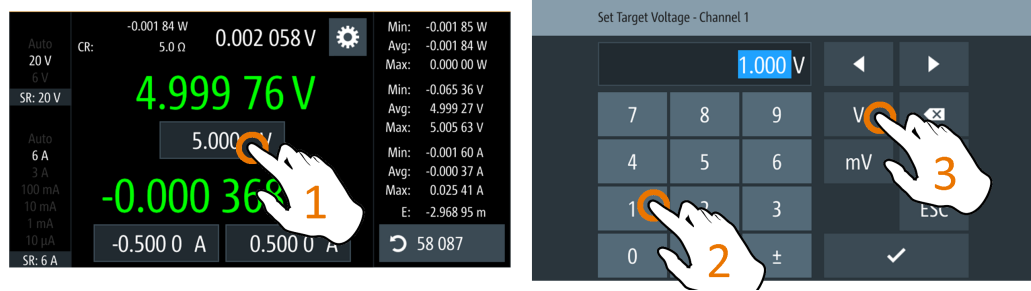 -0.001 84 W
CR: 5.0 Ω
0.002 058 V
Auto
20 V
6 V
SR: 20 V
4.999 76 V
5.000 V
Auto
6 A
3 A
100 mA
10 mA
1 mA
10 µA
SR: 6 A
-0.000 368
1
-0.500 0 A
0.500 0 A
Min: -0.001 85 W
Avg: -0.001 84 W
Max: 0.000 00 W
Min: -0.065 36 V
Avg: 4.999 27 V
Max: 5.005 63 V
Min: -0.001 60 A
Avg: -0.000 37 A
Max: 0.025 41 A
E: -2.968 95 m
58 087
Set Target Voltage - Channel 1
1.000 V
7 8 9 V
4 5 6 mV
3
1 2 3 ESC
0 ±
2